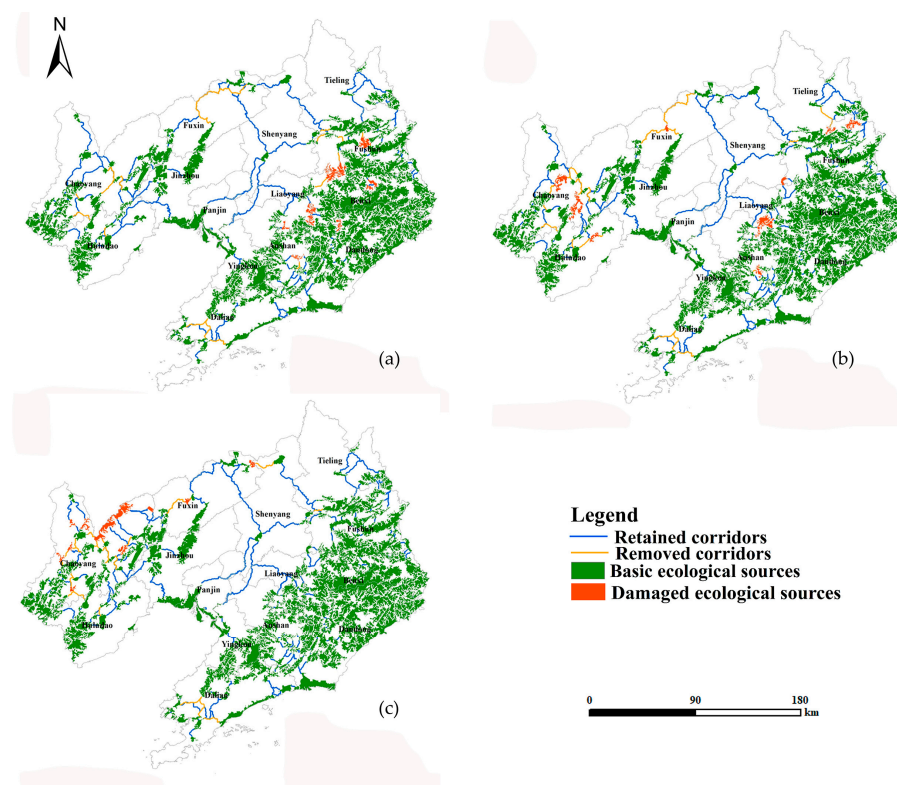 N
Tieling
Fuxin
Shenyang
Fushun
Chaoyang
Jinzhou
Liaoyang
Benxi
Panjin
Huludao
Anshan
Dandong
Yingkou
Dalian
(a)
Tieling
Fuxin
Shenyang
Fushun
Chaoyang
Jinzhou
Liaoyang
Benxi
Panjin
Huludao
Anshan
Dandong
Yingkou
Dalian
(b)
Tieling
Fuxin
Shenyang
Fushun
Chaoyang
Jinzhou
Liaoyang
Benxi
Panjin
Huludao
Anshan
Dandong
Yingkou
Dalian
(c)
Legend
Retained corridors
Removed corridors
Basic ecological sources
Damaged ecological sources
0 90 180
km